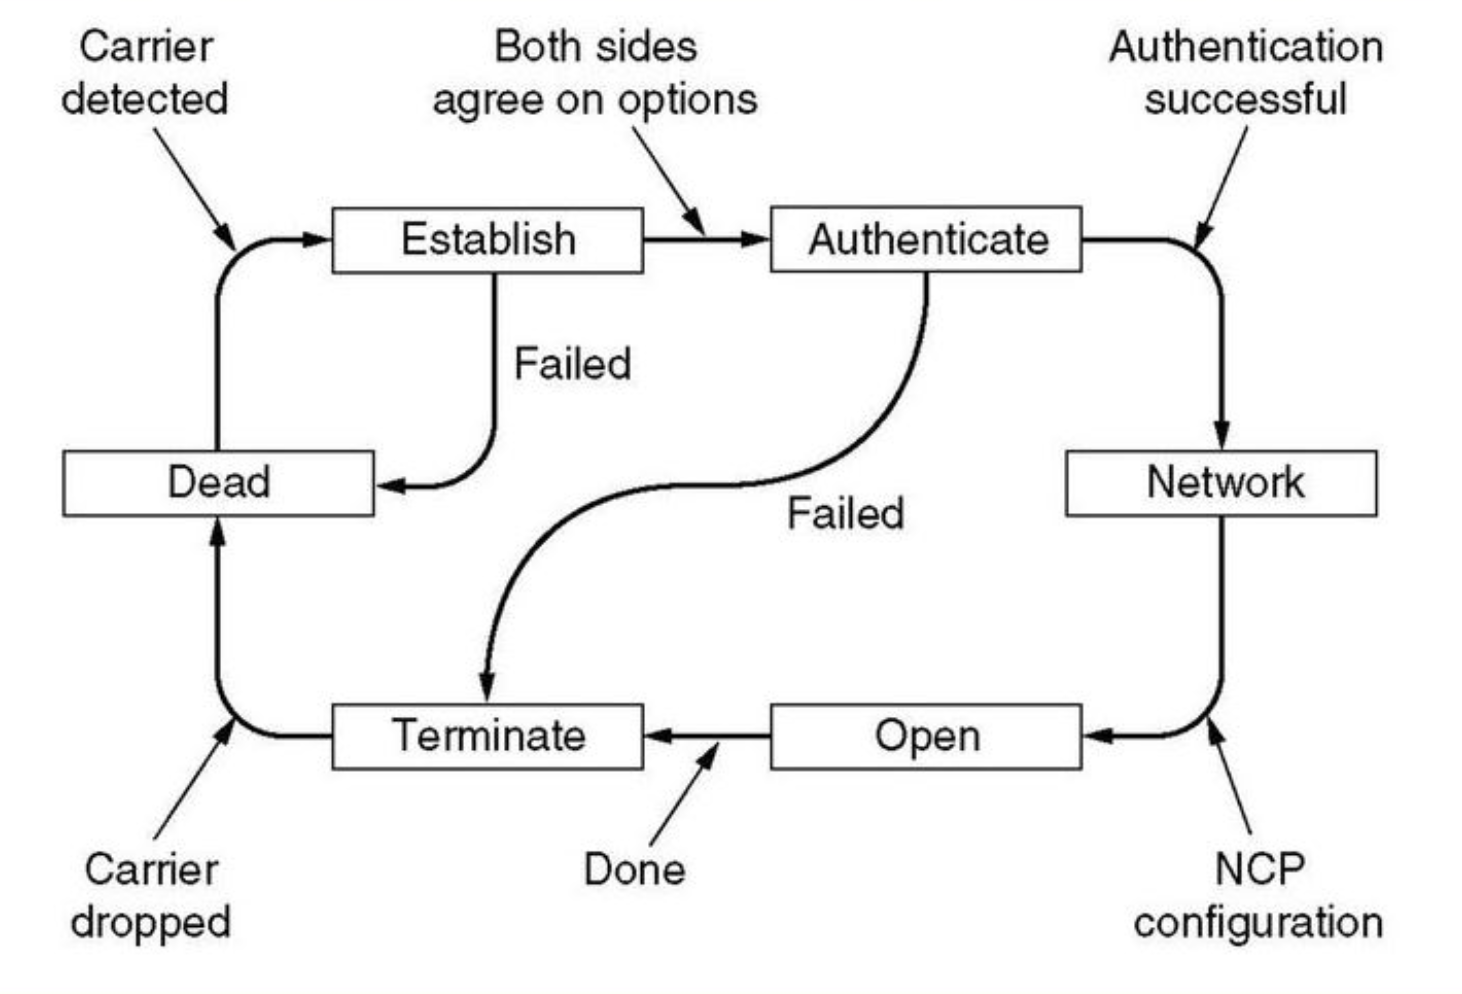 Carrier
detected
Both sides
agree on options
Authentication
successful
Establish
Authenticate
Failed
Dead
Network
Failed
Terminate
Open
Carrier
dropped
Done
NCP
configuration